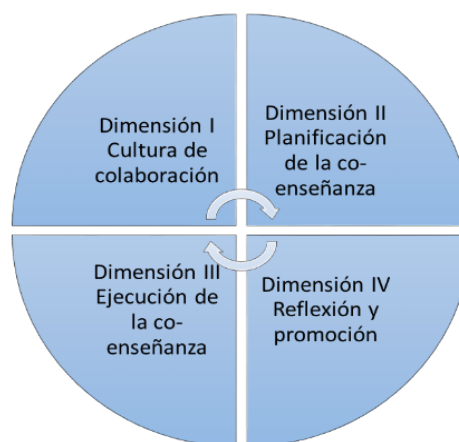 Dimensión I
Cultura de
colaboración
Dimensión II
Planificación
de la co-
enseñanza
Dimensión III
Ejecución de
la co-
enseñanza
Dimensión IV
Reflexión y
promoción